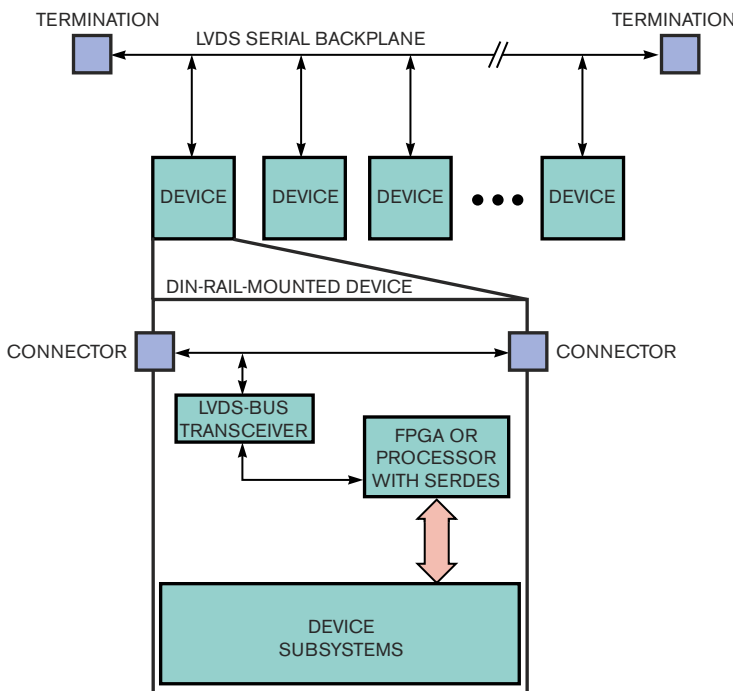 TERMINATION
TERMINATION
LVDS SERIAL BACKPLANE
DEVICE
DEVICE
DEVICE
DEVICE
DIN-RAIL-MOUNTED DEVICE
CONNECTOR
CONNECTOR
LVDS-BUS
TRANSCEIVER
FPGA OR
PROCESSOR
WITH SERDES
DEVICE
SUBSYSTEMS